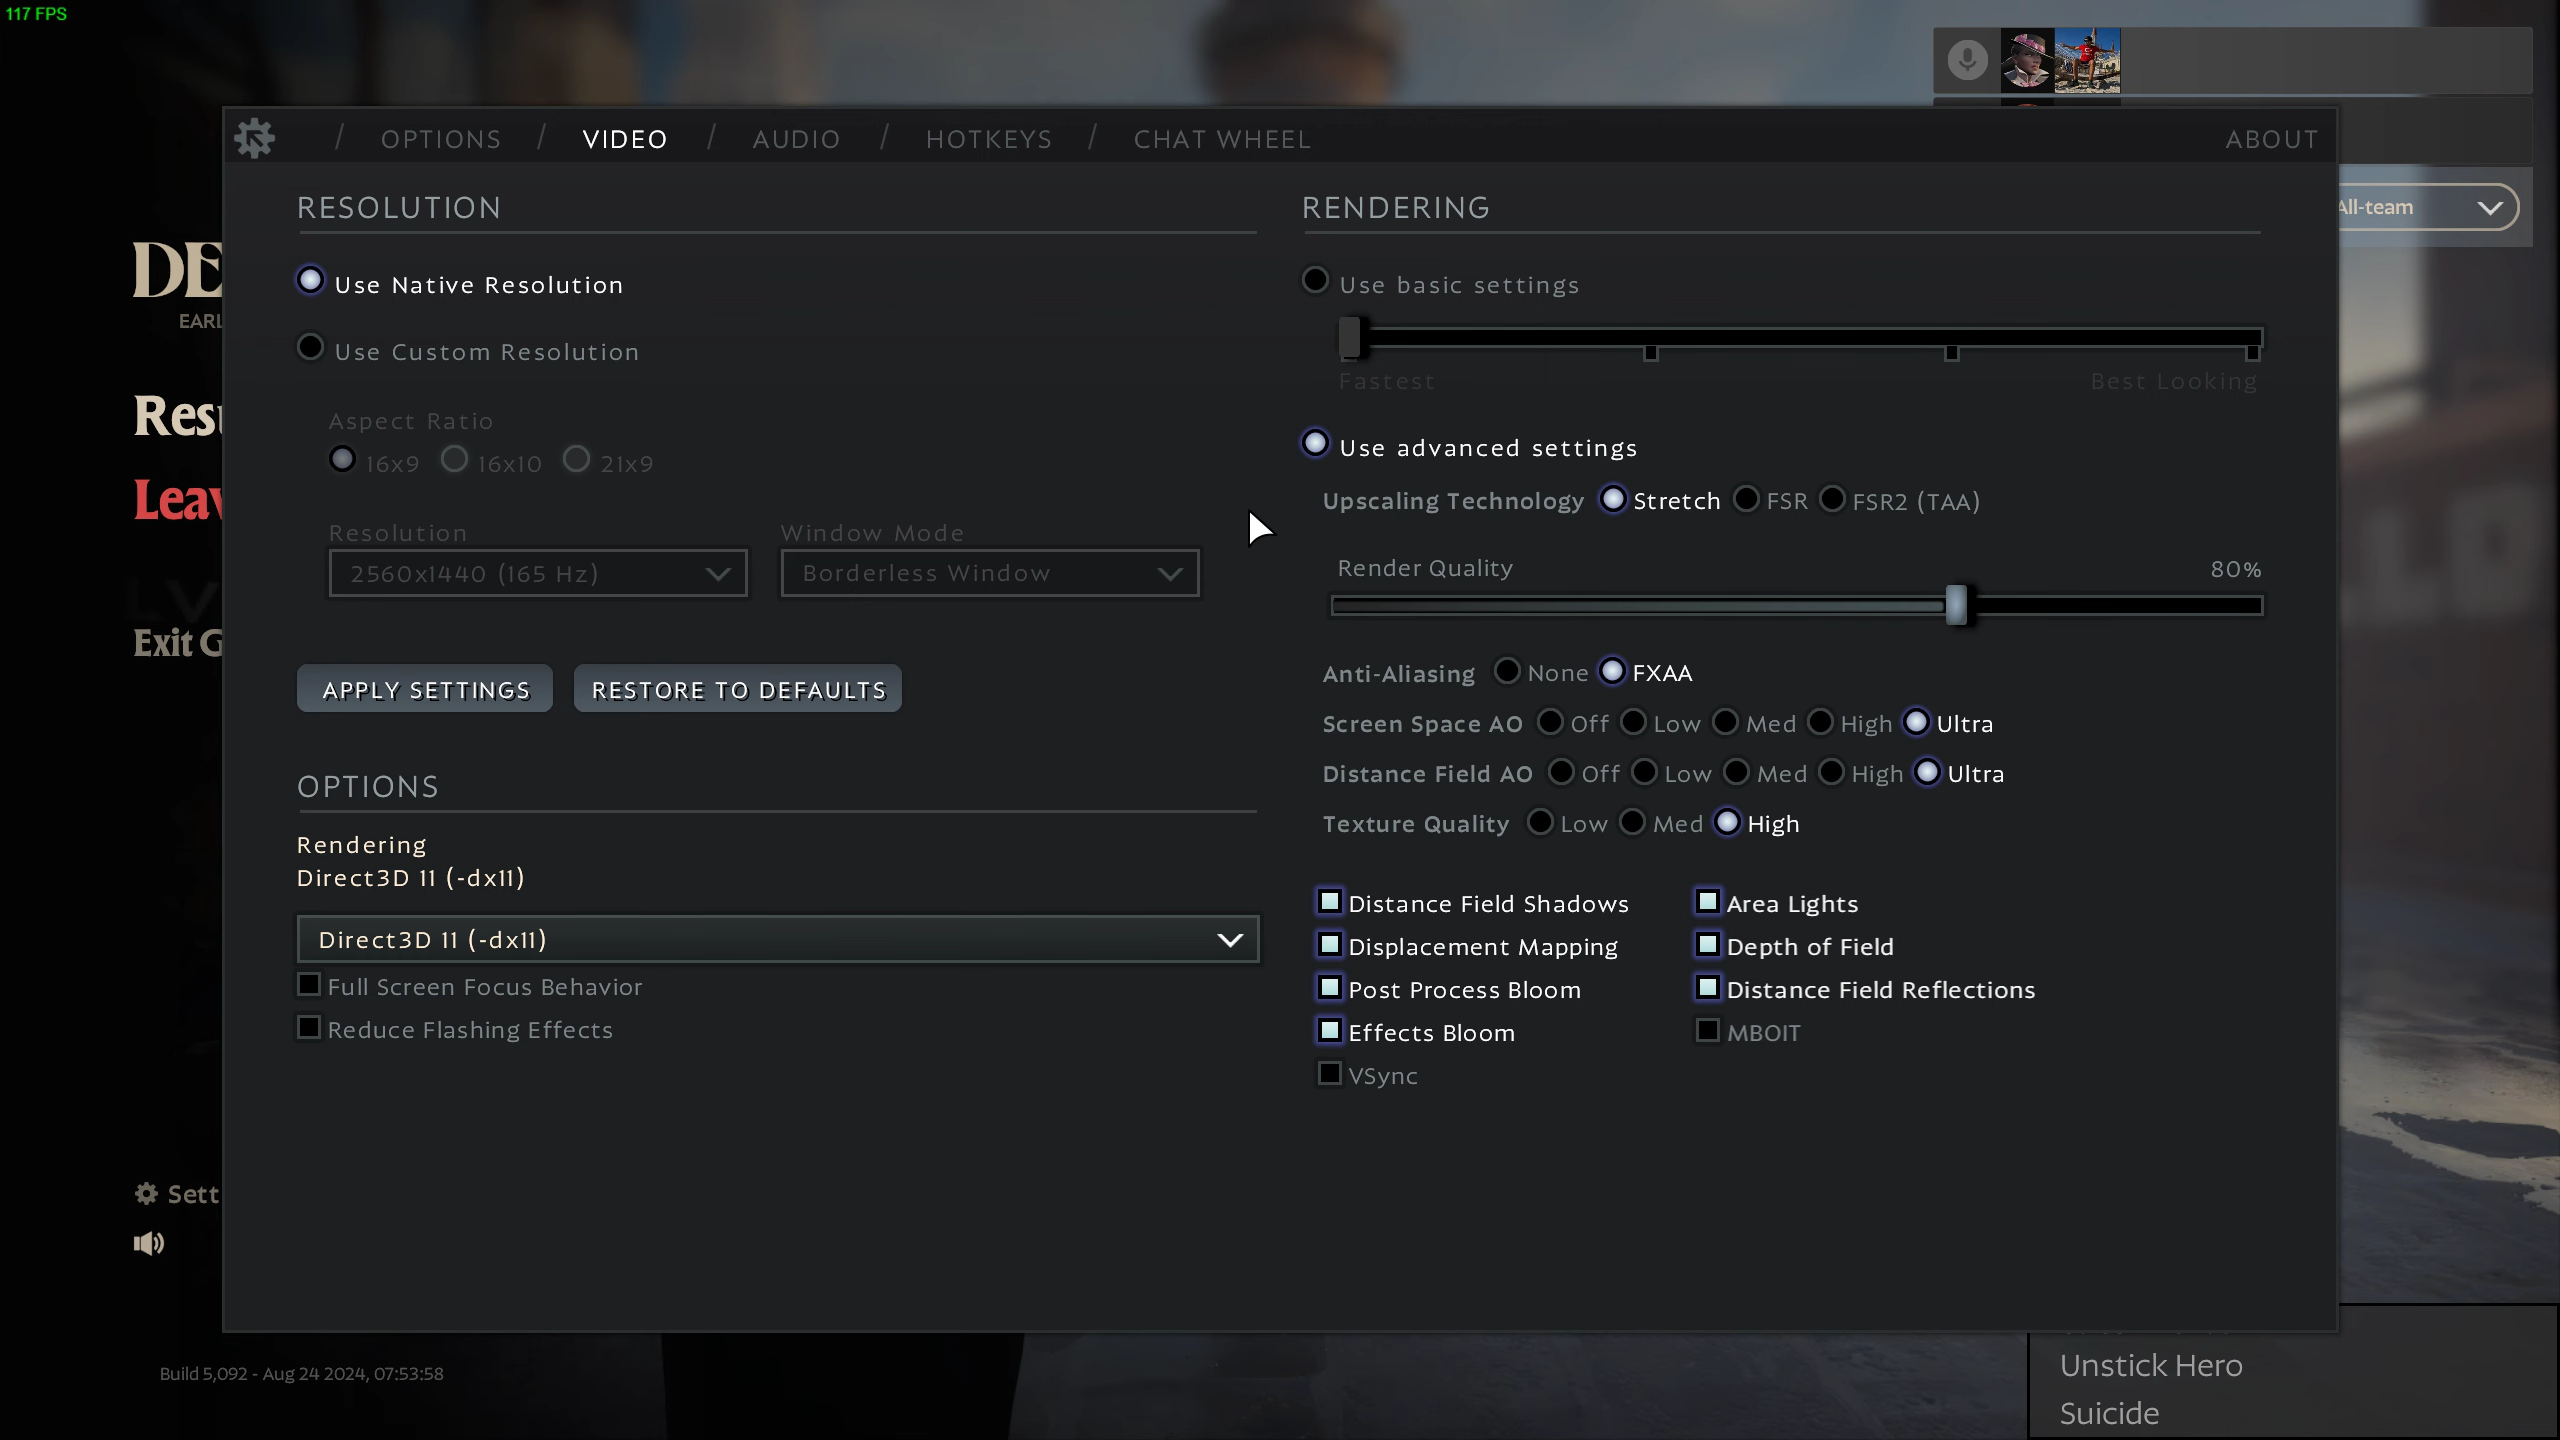 117 FPS
OPTIONS
VIDEO
AUDIO
HOTKEYS
CHAT WHEEL
ABOUT
RESOLUTION
Use Native Resolution
Use Custom Resolution
Aspect Ratio
16x9 16x10 21x9
Resolution
2560x1440 (165 Hz)
Window Mode
Borderless Window
APPLY SETTINGS
RESTORE TO DEFAULTS
OPTIONS
Rendering
Direct3D 11 (-dx11)
Direct3D 11 (-dx11)
Full Screen Focus Behavior
Reduce Flashing Effects
RENDERING
Use basic settings
Fastest
Best Looking
Use advanced settings
Upscaling Technology Stretch FSR FSR2 (TAA)
Render Quality 80%
Anti-Aliasing None FXAA
Screen Space AO Off Low Med High Ultra
Distance Field AO Off Low Med High Ultra
Texture Quality Low Med High
Distance Field Shadows
Displacement Mapping
Post Process Bloom
Effects Bloom
VSync
Area Lights
Depth of Field
Distance Field Reflections
MBOIT
DE
EARL
Res
Leav
Exit G
Sett
Build 5,092 - Aug 24 2024, 07:53:58
All-team
Unstick Hero
Suicide